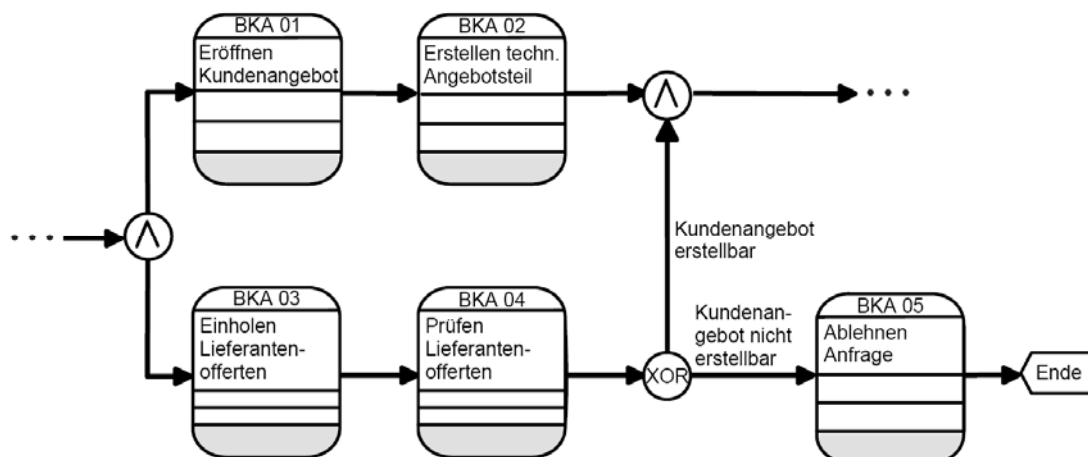 BKA 01
Eröffnen
Kundenangebot
BKA 02
Erstellen techn.
Angebotsteil
Λ
. . .
. . .
Λ
Kundenangebot
erstellbar
BKA 03
Einholen
Lieferanten-
offerten
BKA 04
Prüfen
Lieferanten-
offerten
XOR
Kundenan-
gebot nicht
erstellbar
BKA 05
Ablehnen
Anfrage
Ende